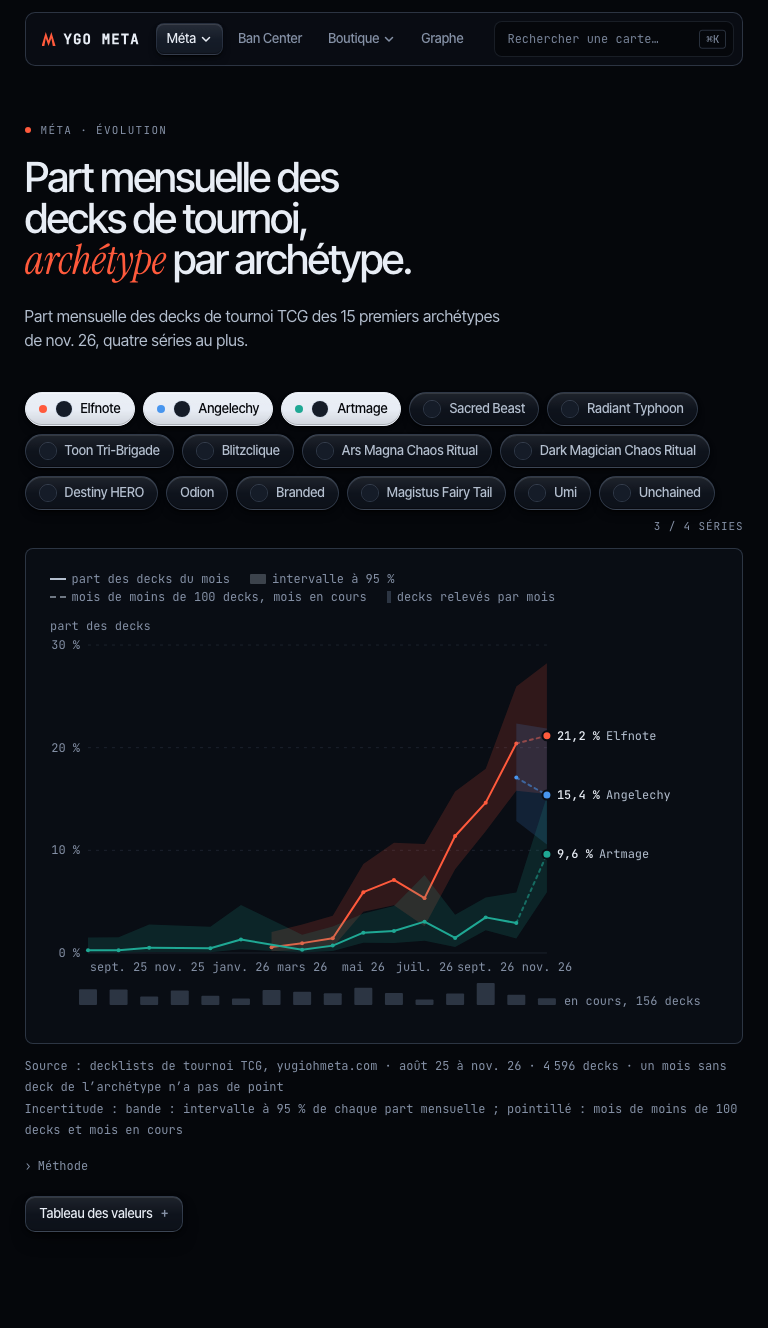 YGO META
Méta
Ban Center
Boutique
Graphe
Rechercher une carte…
⌘K
MÉTA · ÉVOLUTION
Part mensuelle des
decks de tournoi,
archétype par archétype.
Part mensuelle des decks de tournoi TCG des 15 premiers archétypes
de nov. 26, quatre séries au plus.
Elfnote
Angelechy
Artmage
Sacred Beast
Radiant Typhoon
Toon Tri-Brigade
Blitzclique
Ars Magna Chaos Ritual
Dark Magician Chaos Ritual
Destiny HERO
Odion
Branded
Magistus Fairy Tail
Umi
Unchained
3 / 4 SÉRIES
part des decks du mois
intervalle à 95 %
mois de moins de 100 decks, mois en cours
decks relevés par mois
part des decks
30 %
20 %
10 %
0 %
21,2 % Elfnote
15,4 % Angelechy
9,6 % Artmage
sept. 25 nov. 25 janv. 26 mars 26 mai 26 juil. 26 sept. 26 nov. 26
en cours, 156 decks
Source : decklists de tournoi TCG, yugiohmeta.com · août 25 à nov. 26 · 4 596 decks · un mois sans
deck de l’archétype n’a pas de point
Incertitude : bande : intervalle à 95 % de chaque part mensuelle ; pointillé : mois de moins de 100
decks et mois en cours
› Méthode
Tableau des valeurs +